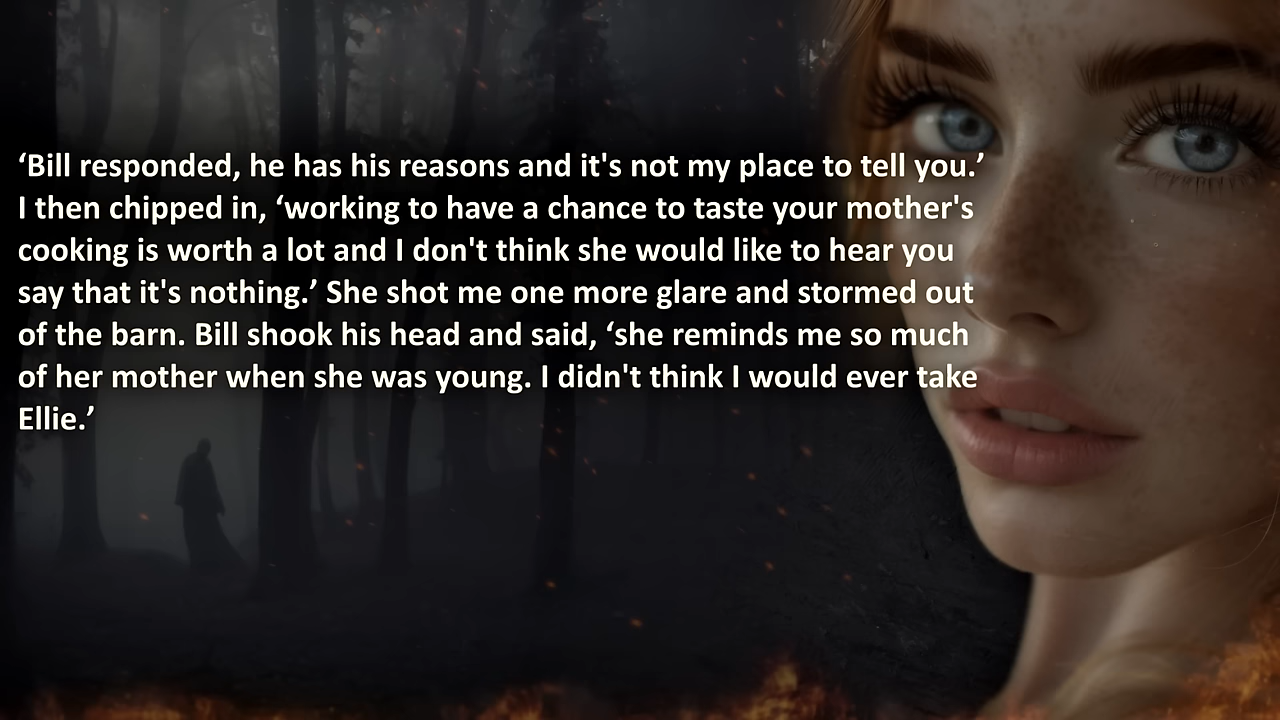 ‘Bill responded, he has his reasons and it's not my place to tell you.’
I then chipped in, ‘working to have a chance to taste your mother's
cooking is worth a lot and I don't think she would like to hear you
say that it's nothing.’ She shot me one more glare and stormed out
of the barn. Bill shook his head and said, ‘she reminds me so much
of her mother when she was young. I didn't think I would ever take
Ellie.’